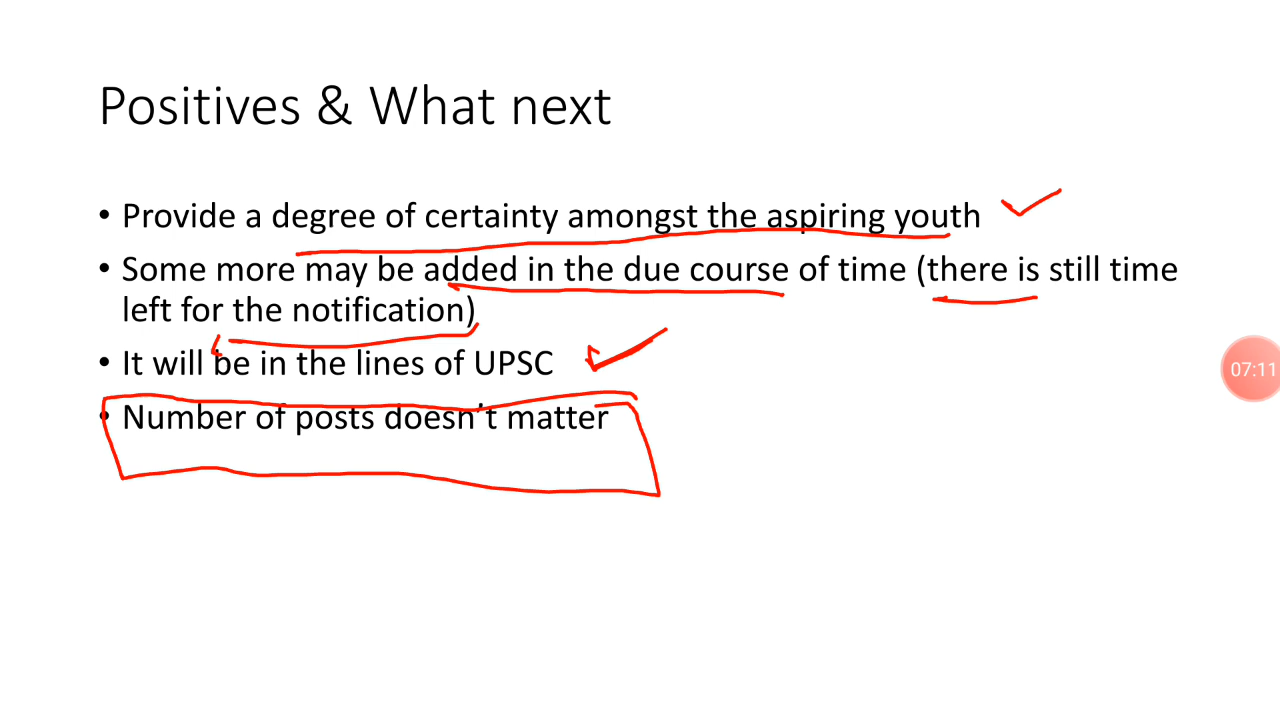 Positives & What next
• Provide a degree of certainty amongst the aspiring youth
• Some more may be added in the due course of time (there is still time
left for the notification)
• It will be in the lines of UPSC
• Number of posts doesn't matter
07:11